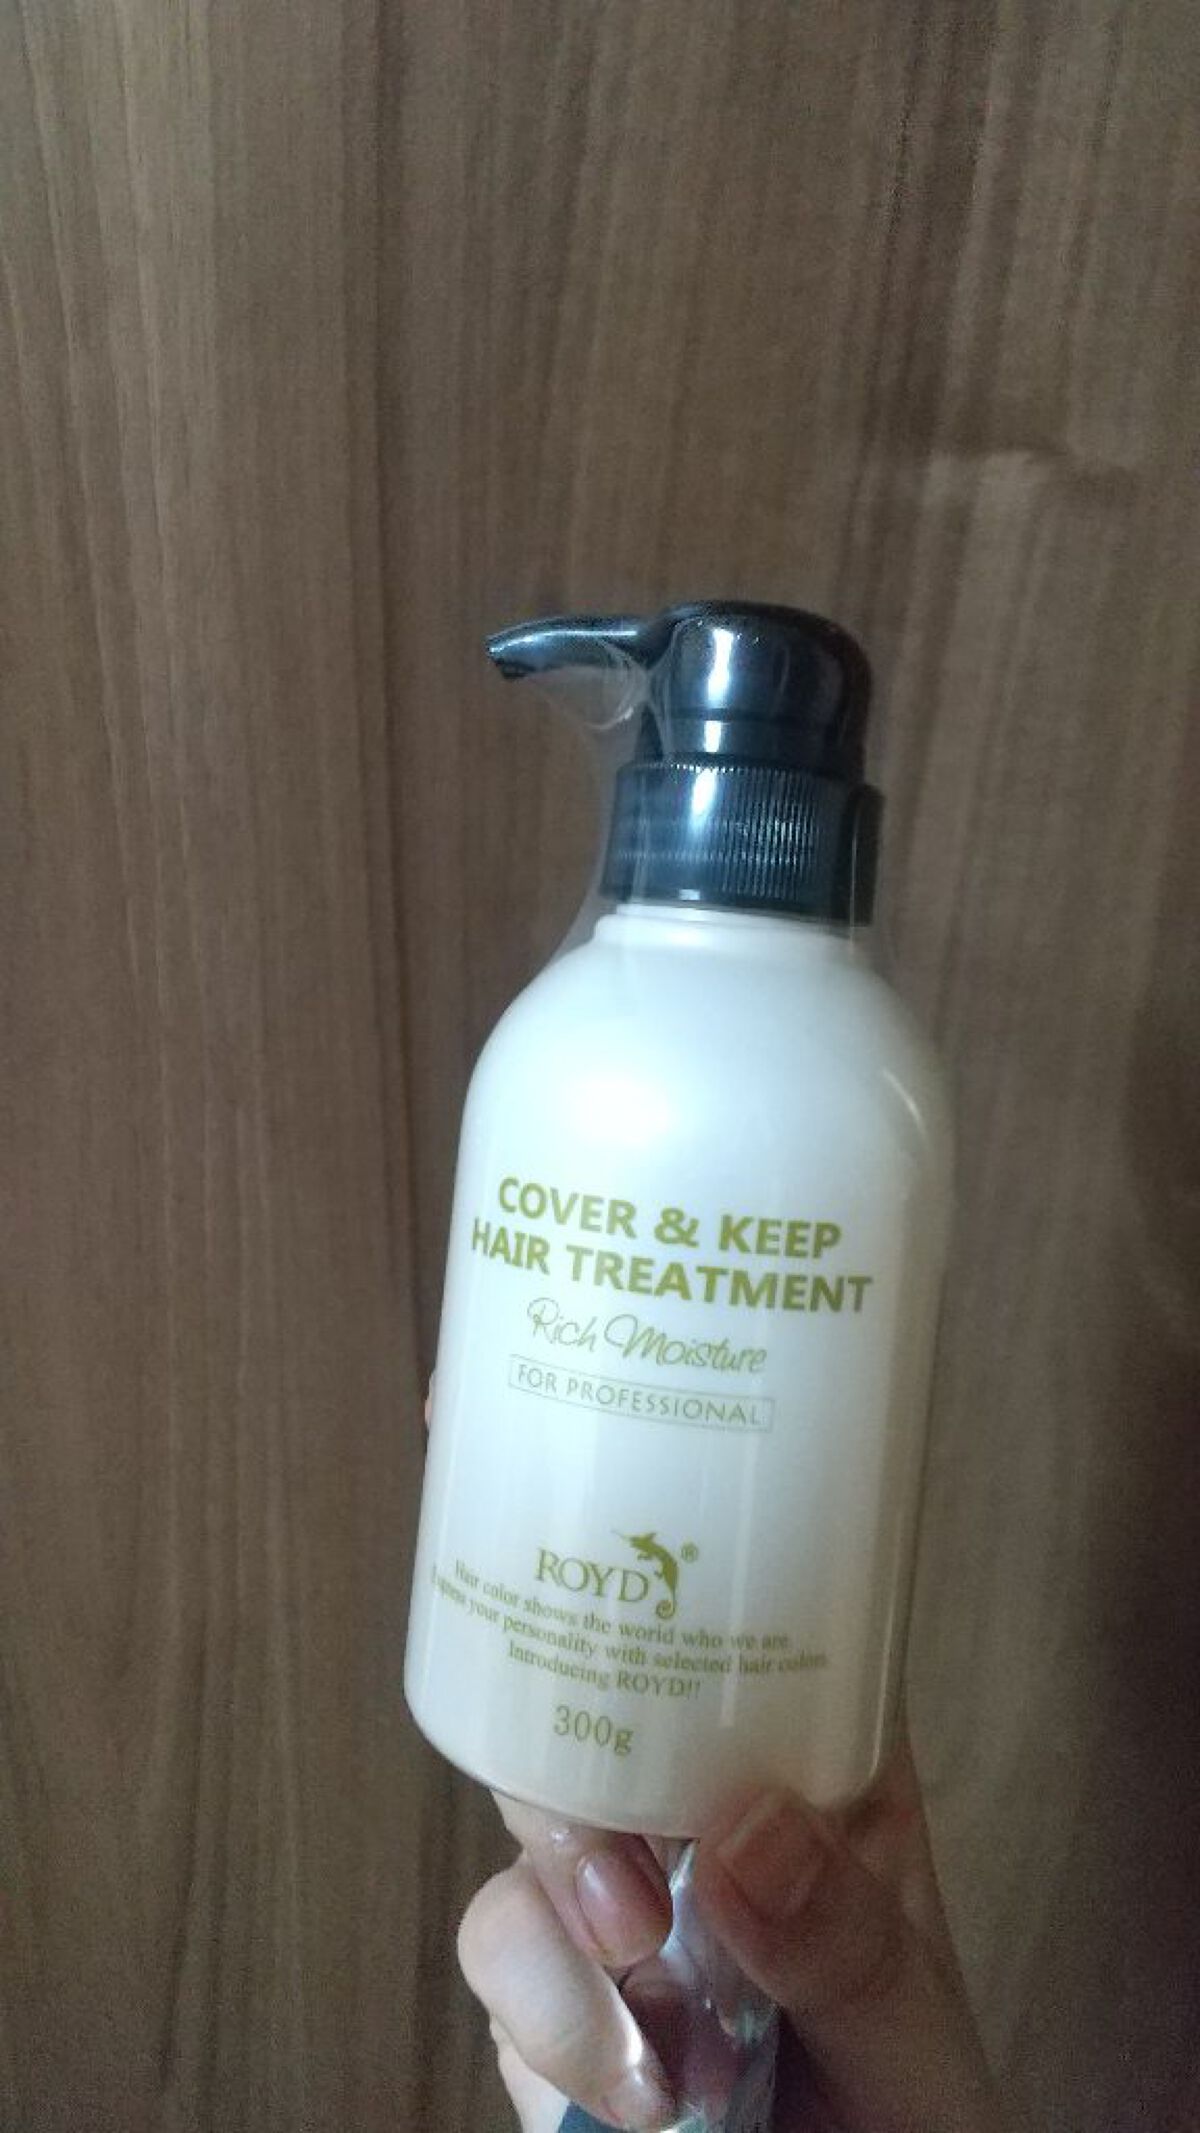 COVER & KEEP
HAIR TREATMENT
Rich Moisture
FOR PROFESSIONAL
ROYD®
Hair color shows the world who we are.
Express your personality with selected hair colors.
Introducing ROYD!!
300g